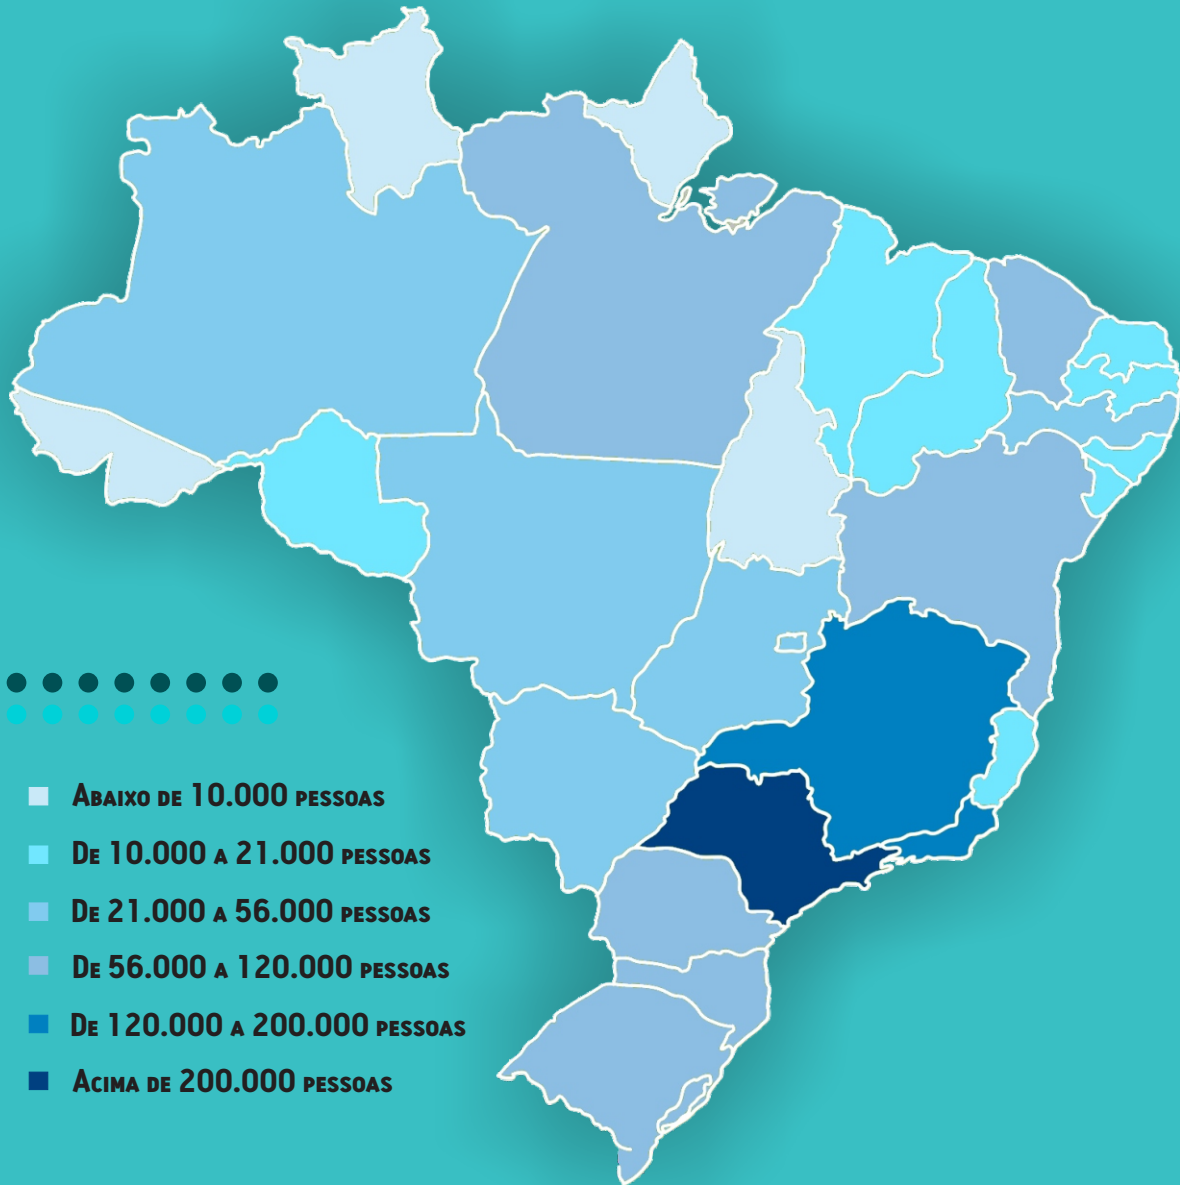 Abaixo de 10.000 pessoas
De 10.000 a 21.000 pessoas
De 21.000 a 56.000 pessoas
De 56.000 a 120.000 pessoas
De 120.000 a 200.000 pessoas
Acima de 200.000 pessoas